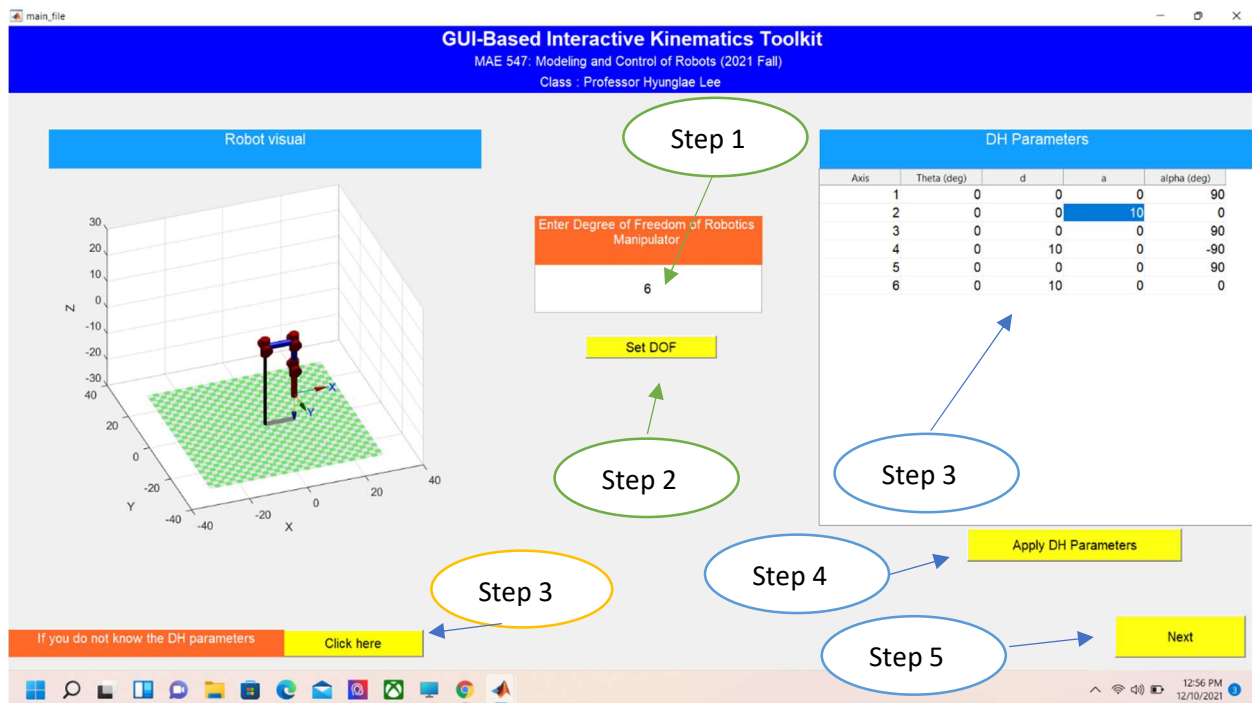 main_file
GUI-Based Interactive Kinematics Toolkit
MAE 547: Modeling and Control of Robots (2021 Fall)
Class : Professor Hyunglae Lee
Robot visual
30
20
10
0
-10
-20
-30
Z
40
20
0
-20
-40
Y
-40
-20
0
20
40
X
X
Y
Step 1
Enter Degree of Freedom of Robotics
Manipulator
6
Set DOF
Step 2
DH Parameters
Axis Theta (deg) d a alpha (deg)
1 0 0 0 90
2 0 0 10 0
3 0 0 0 90
4 0 10 0 -90
5 0 0 0 90
6 0 10 0 0
Step 3
Apply DH Parameters
Step 4
Step 3
If you do not know the DH parameters
Click here
Step 5
Next
12:56 PM
12/10/2021
3